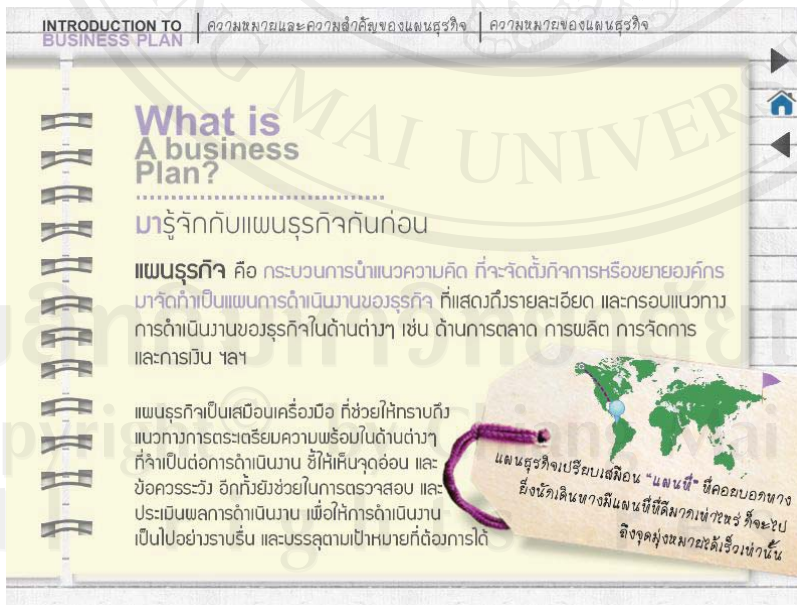 INTRODUCTION TO
BUSINESS PLAN
ความหมายและความสำคัญของแผนธุรกิจ
ความหมายของแผนธุรกิจ
What is
A business
Plan?
มารู้จักกับแผนธุรกิจกันก่อน
แผนธุรกิจ คือ กระบวนการนำแนวความคิด ที่จะจัดตั้งกิจการหรือขยายองค์กร
มาจัดทำเป็นแผนการดำเนินงานของธุรกิจ ที่แสดงถึงรายละเอียด และกรอบแนวทาง
การดำเนินงานของธุรกิจในด้านต่างๆ เช่น ด้านการตลาด การผลิต การจัดการ
และการเงิน ฯลฯ
แผนธุรกิจเป็นเสมือนเครื่องมือ ที่ช่วยให้ทราบถึง
แนวทางการตระเตรียมความพร้อมในด้านต่างๆ
ที่จำเป็นต่อการดำเนินงาน ชี้ให้เห็นจุดอ่อน และ
ข้อควรระวัง อีกทั้งยังช่วยในการตรวจสอบ และ
ประเมินผลการดำเนินงาน เพื่อให้การดำเนินงาน
เป็นไปอย่างราบรื่น และบรรลุตามเป้าหมายที่ต้องการได้
แผนธุรกิจเปรียบเสมือน "แผนที่" ที่คอยบอกทาง
ยิ่งนักเดินทางมีแผนที่ที่ดีมากเท่าไหร่ ก็จะไป
ถึงจุดมุ่งหมายได้เร็วเท่านั้น